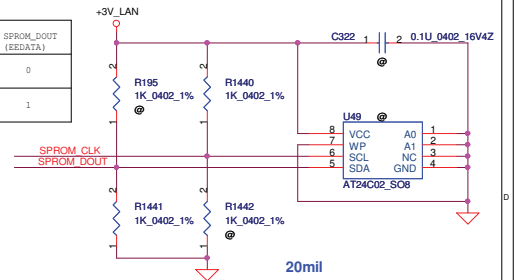 +3V_LAN
SPROM_DOUT
(EEDATA)
0
1
C322 1 2 0.1U_0402_16V4Z
@
2 2
R195 R1440
1K_0402_1% 1K_0402_1%
@
1 1
U49 @
8 VCC A0 1
7 WP A1 2
6 SCL NC 3
5 SDA GND 4
AT24C02_SO8
SPROM_CLK
SPROM_DOUT
2 2
R1441 R1442
1K_0402_1% 1K_0402_1%
@
1 1
20mil
D